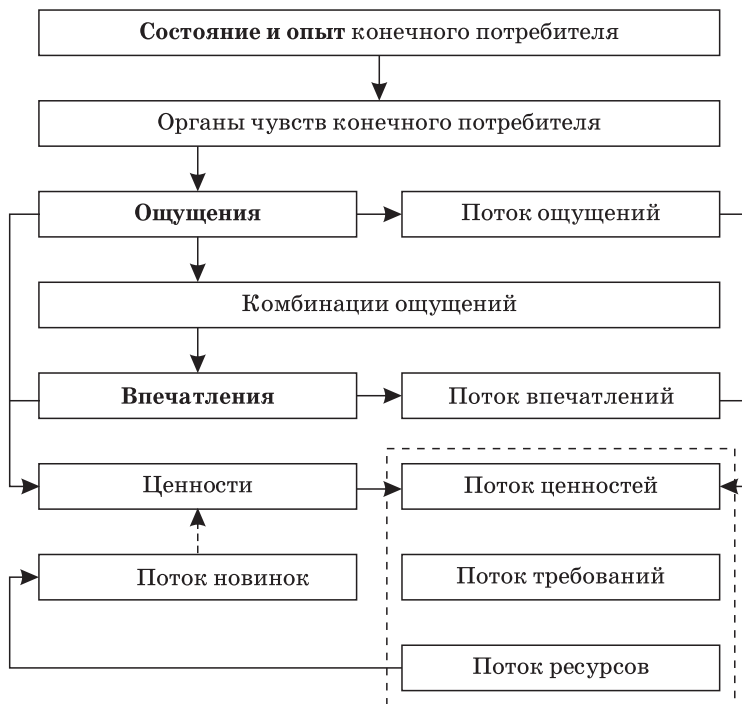 Состояние и опыт конечного потребителя
Органы чувств конечного потребителя
Ощущения
Поток ощущений
Комбинации ощущений
Впечатления
Поток впечатлений
Ценности
Поток ценностей
Поток новинок
Поток требований
Поток ресурсов